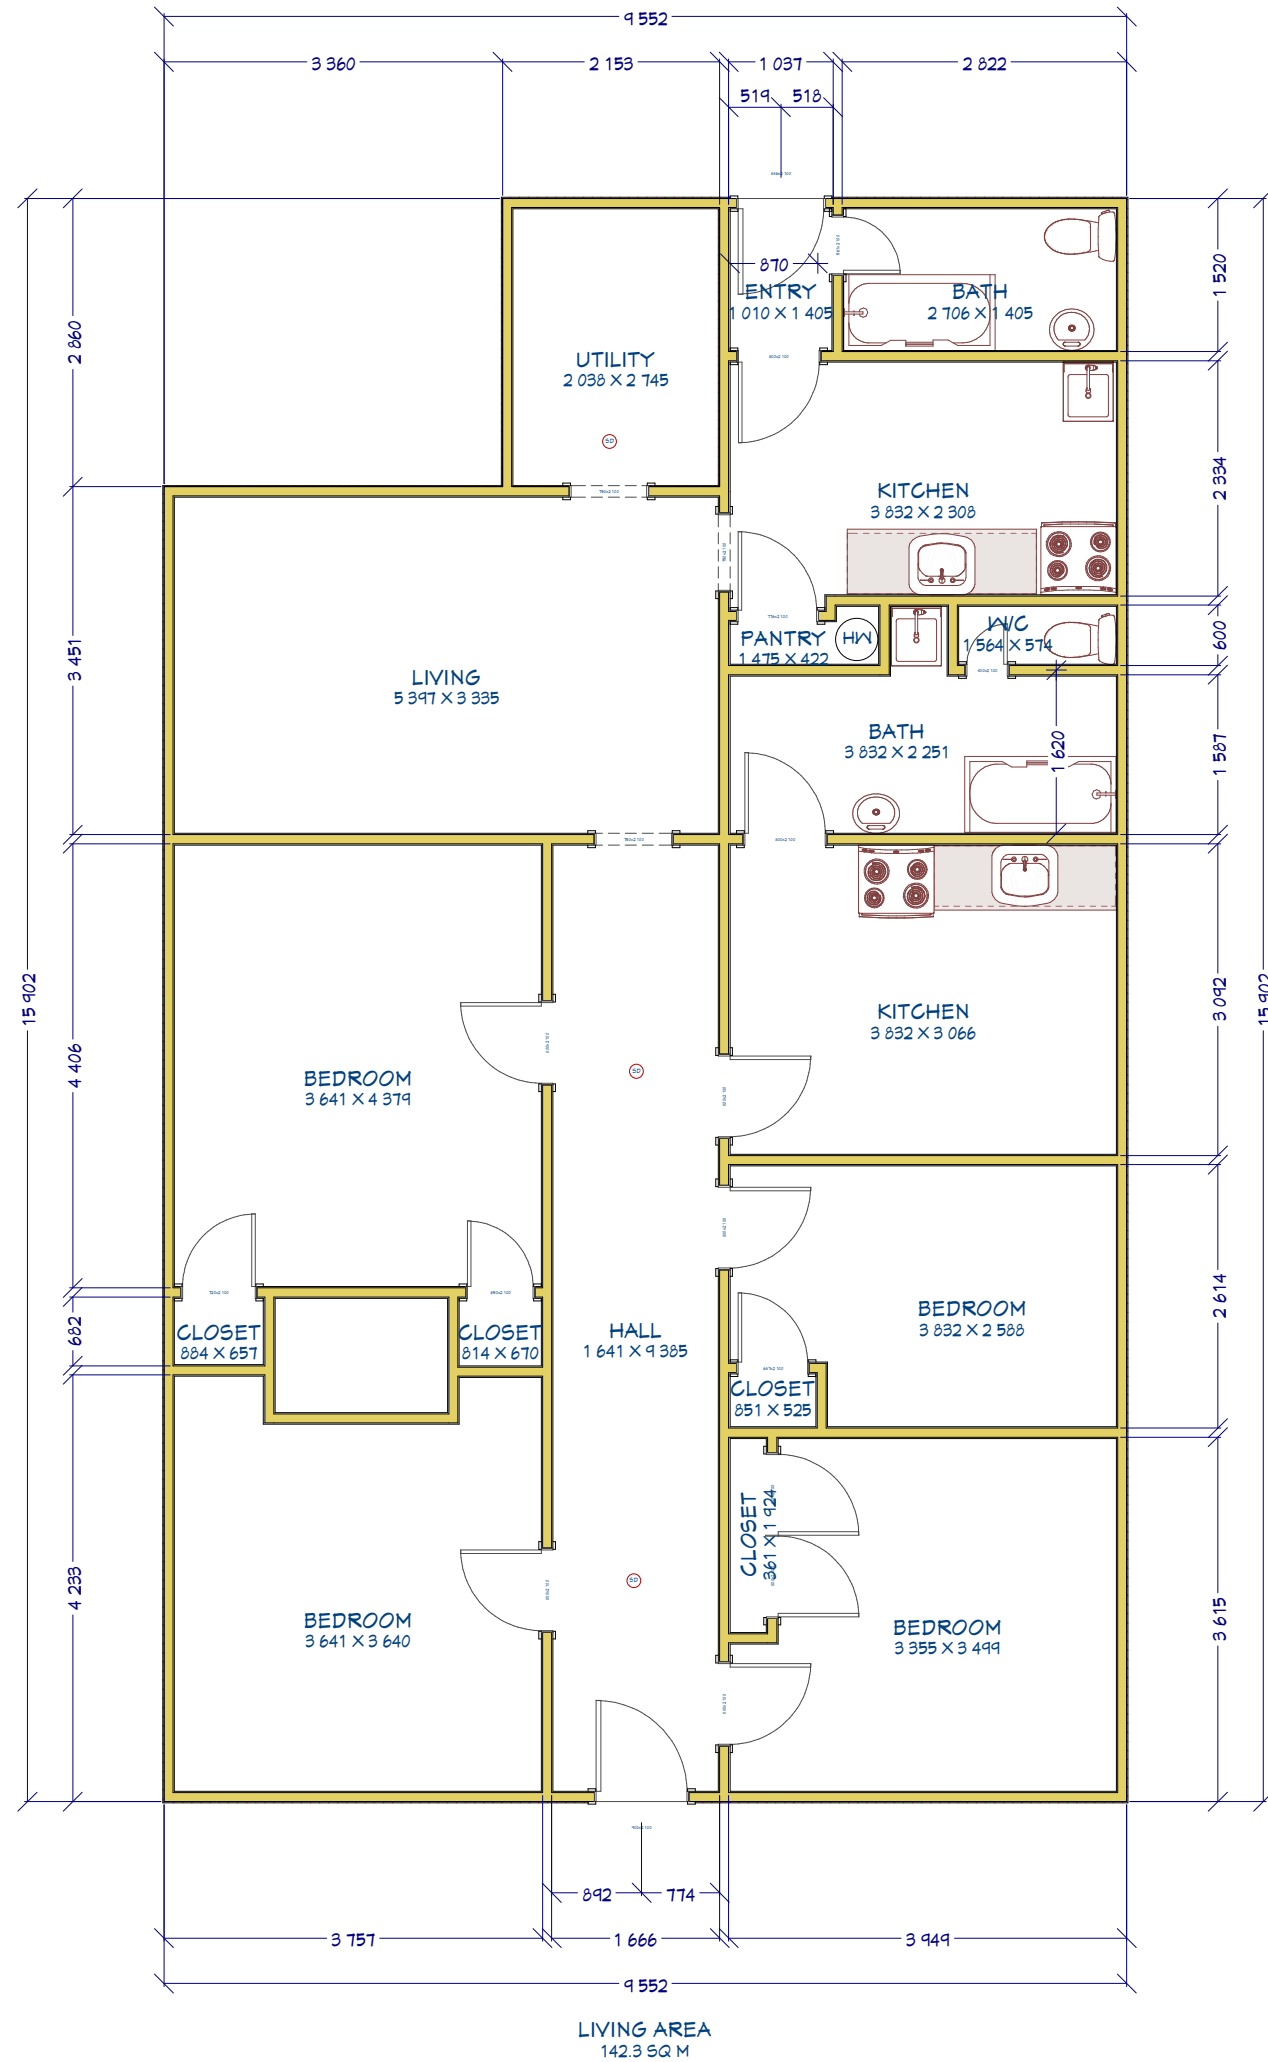 9 552
3 360
2 153
1 037
2 822
519
518
870
ENTRY
1 010 X 1 405
BATH
2 706 X 1 405
1 520
2 860
UTILITY
2 038 X 2 745
SD
KITCHEN
3 832 X 2 308
2 334
PANTRY
1 475 X 422
HW
W/C
1 564 X 574
600
3 451
LIVING
5 397 X 3 335
BATH
3 832 X 2 251
1 620
1 587
15 902
15 902
KITCHEN
3 832 X 3 066
3 092
4 406
BEDROOM
3 641 X 4 379
SD
682
CLOSET
884 X 657
CLOSET
814 X 670
HALL
1 641 X 9 385
BEDROOM
3 832 X 2 588
2 614
CLOSET
851 X 525
CLOSET
361 X 1 924
4 233
BEDROOM
3 641 X 3 640
SD
BEDROOM
3 355 X 3 499
3 615
892
774
3 757
1 666
3 949
9 552
LIVING AREA
142.3 SQ M